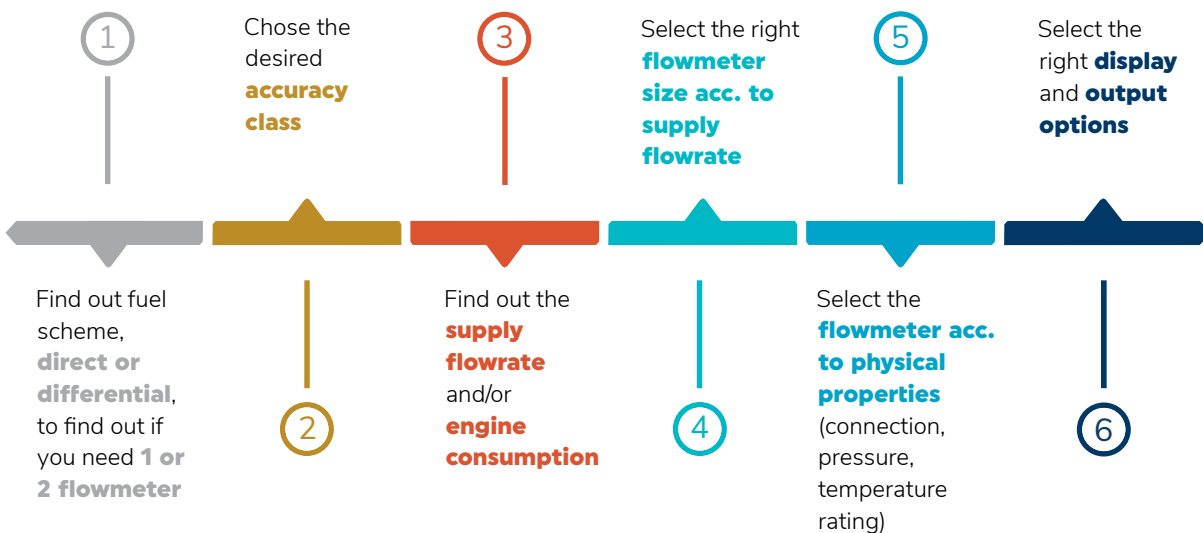 1
Find out fuel
scheme,
direct or
differential,
to find out if
you need 1 or
2 flowmeter
Chose the
desired
accuracy
class
2
3
Find out the
supply
flowrate
and/or
engine
consumption
Select the right
flowmeter
size acc. to
supply
flowrate
4
5
Select the
flowmeter acc.
to physical
properties
(connection,
pressure,
temperature
rating)
Select the
right display
and output
options
6